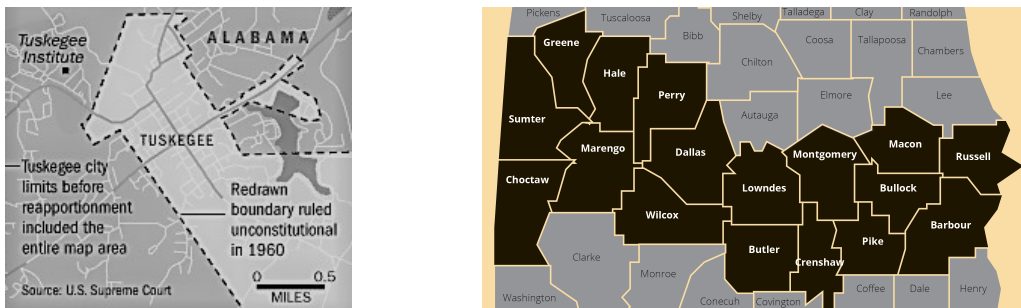 Tuskegee
Institute
ALABAMA
TUSKEGEE
Tuskegee city
limits before
reapportionment
included the
entire map area
Redrawn
boundary ruled
unconstitutional
in 1960
0 0.5
MILES
Source: U.S. Supreme Court
Pickens
Tuscaloosa
Shelby
Talladega
Clay
Randolph
Bibb
Greene
Coosa
Tallapoosa
Chambers
Hale
Chilton
Perry
Elmore
Lee
Sumter
Autauga
Marengo
Dallas
Montgomery
Macon
Russell
Choctaw
Lowndes
Bullock
Wilcox
Barbour
Butler
Pike
Crenshaw
Clarke
Monroe
Washington
Conecuh
Covington
Coffee
Dale
Henry